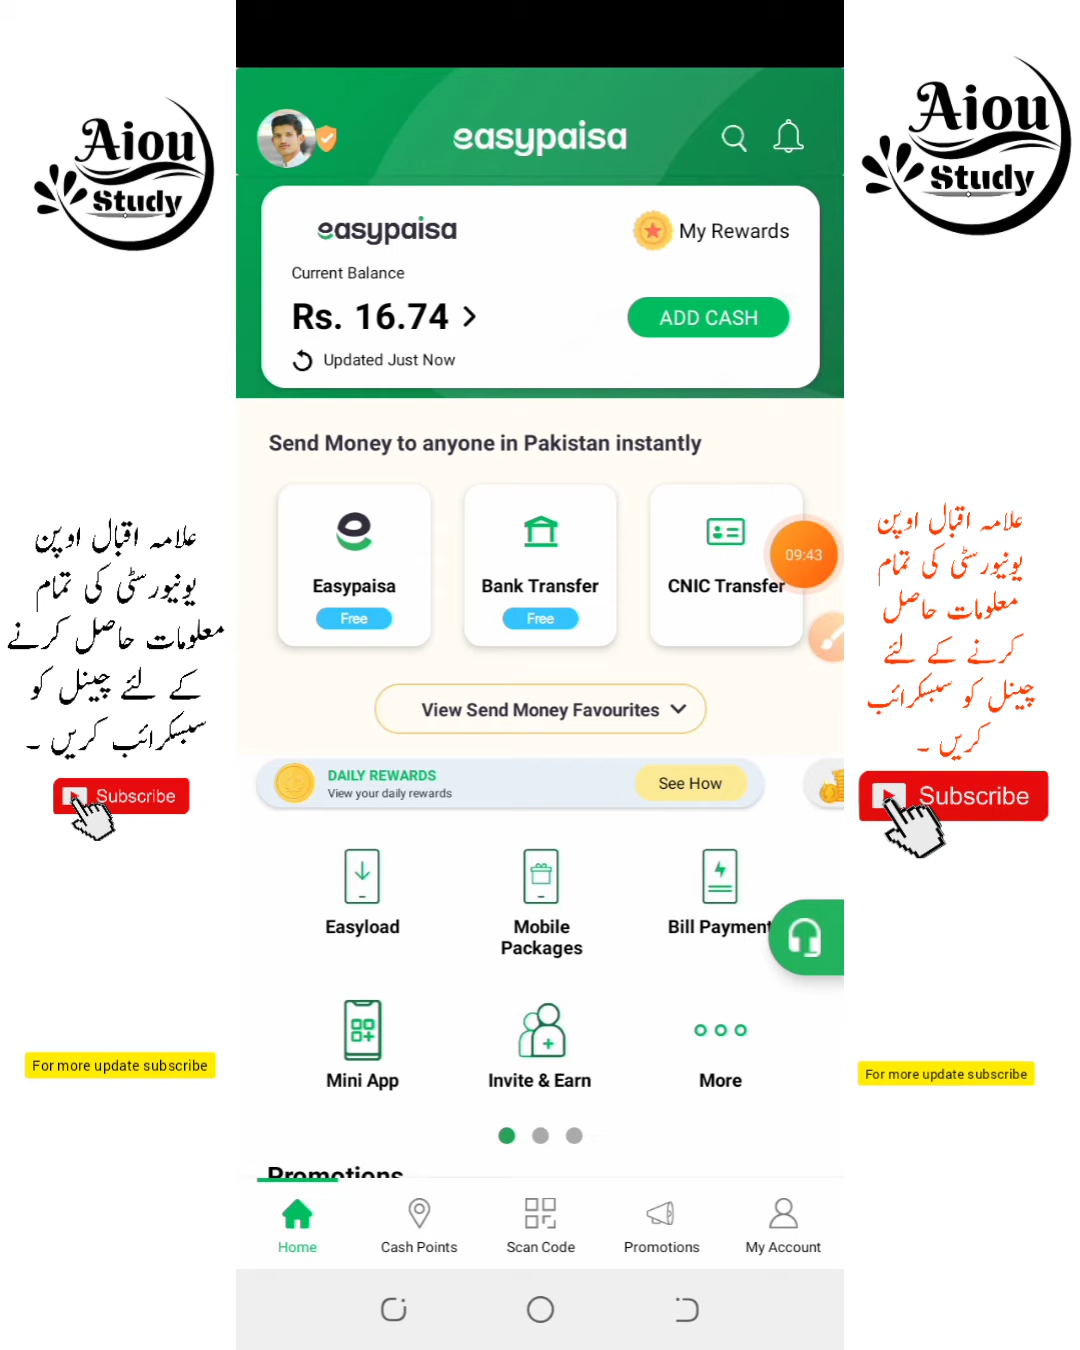 Aiou
Study
علامہ اقبال اوپن
یونیورسٹی کی تمام
معلومات حاصل کرنے
کے لئے چینل کو
سبسکرائب کریں ۔
Subscribe
For more update subscribe
easypaisa
easypaisa
My Rewards
Current Balance
Rs. 16.74
ADD CASH
Updated Just Now
Send Money to anyone in Pakistan instantly
Easypaisa
Free
Bank Transfer
Free
CNIC Transfer
09:43
View Send Money Favourites
DAILY REWARDS
View your daily rewards
See How
Easyload
Mobile
Packages
Bill Payment
Mini App
Invite & Earn
More
Promotions
Home
Cash Points
Scan Code
Promotions
My Account
Aiou
Study
علامہ اقبال اوپن
یونیورسٹی کی تمام
معلومات حاصل
کرنے کے لئے
چینل کو سبسکرائب
کریں ۔
Subscribe
For more update subscribe